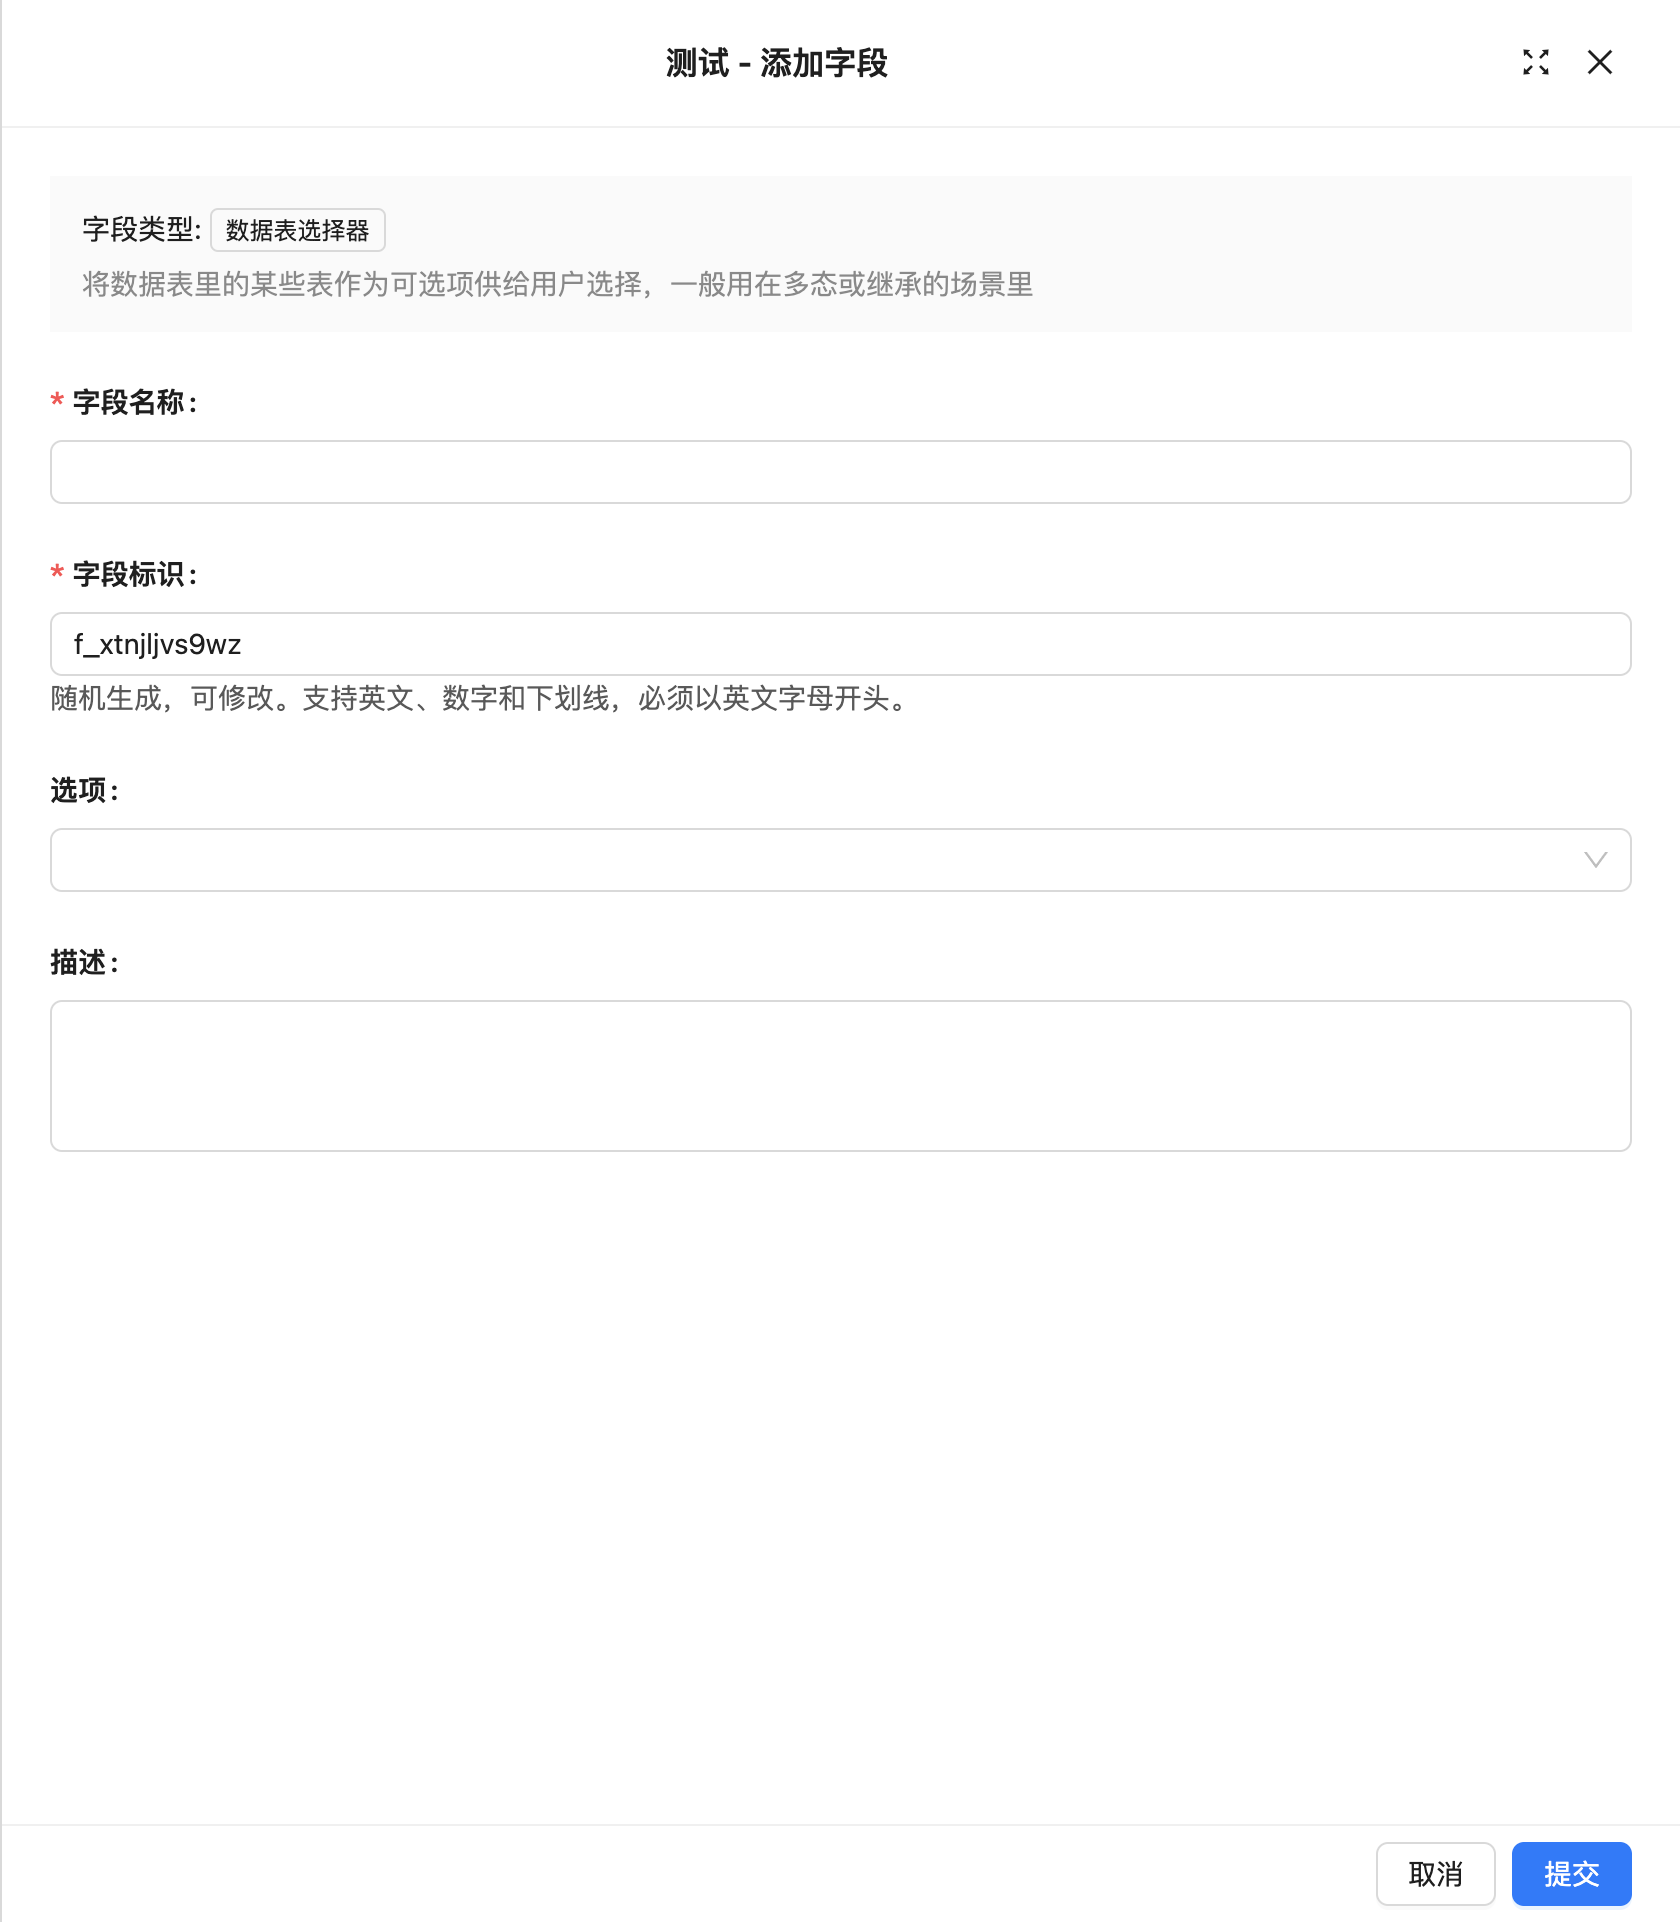 测试 - 添加字段
字段类型: 数据表选择器
将数据表里的某些表作为可选项供给用户选择，一般用在多态或继承的场景里
* 字段名称:
* 字段标识:
f_xtnjljvs9wz
随机生成，可修改。支持英文、数字和下划线，必须以英文字母开头。
选项:
描述:
取消 提交